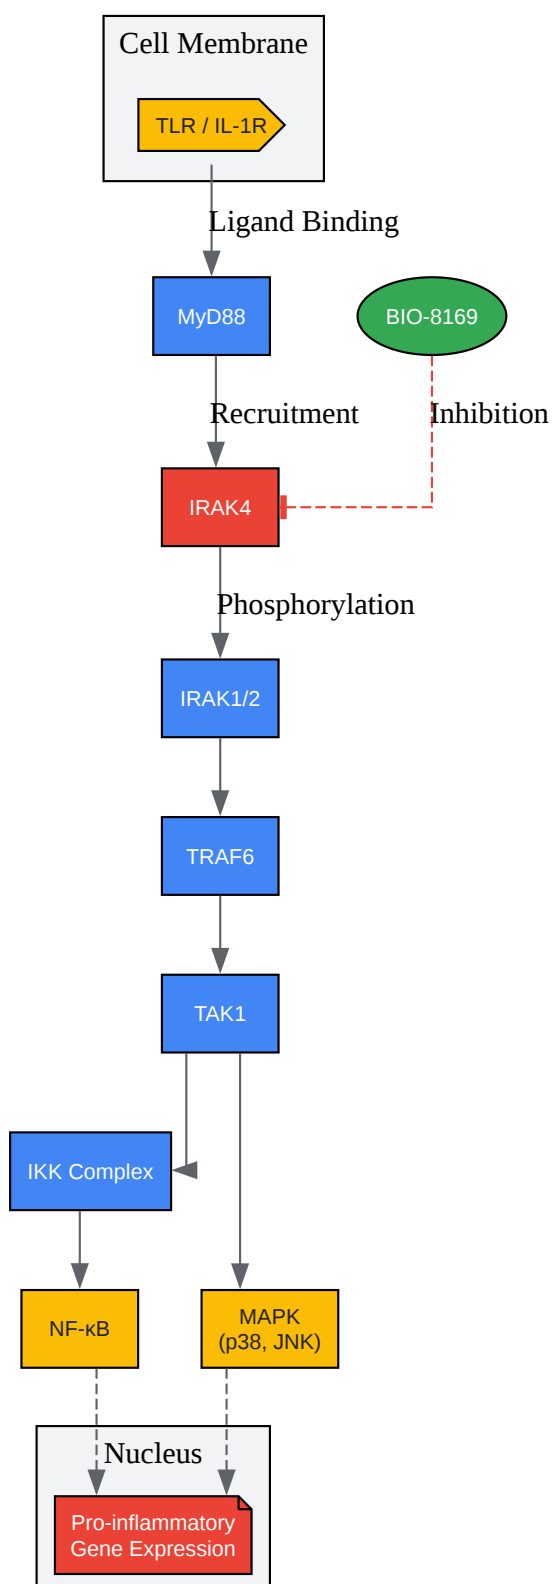 Cell Membrane
TLR / IL-1R
Ligand Binding
MyD88
BIO-8169
Recruitment
Inhibition
IRAK4
Phosphorylation
IRAK1/2
TRAF6
TAK1
IKK Complex
NF-κB
MAPK
(p38, JNK)
Nucleus
Pro-inflammatory
Gene Expression